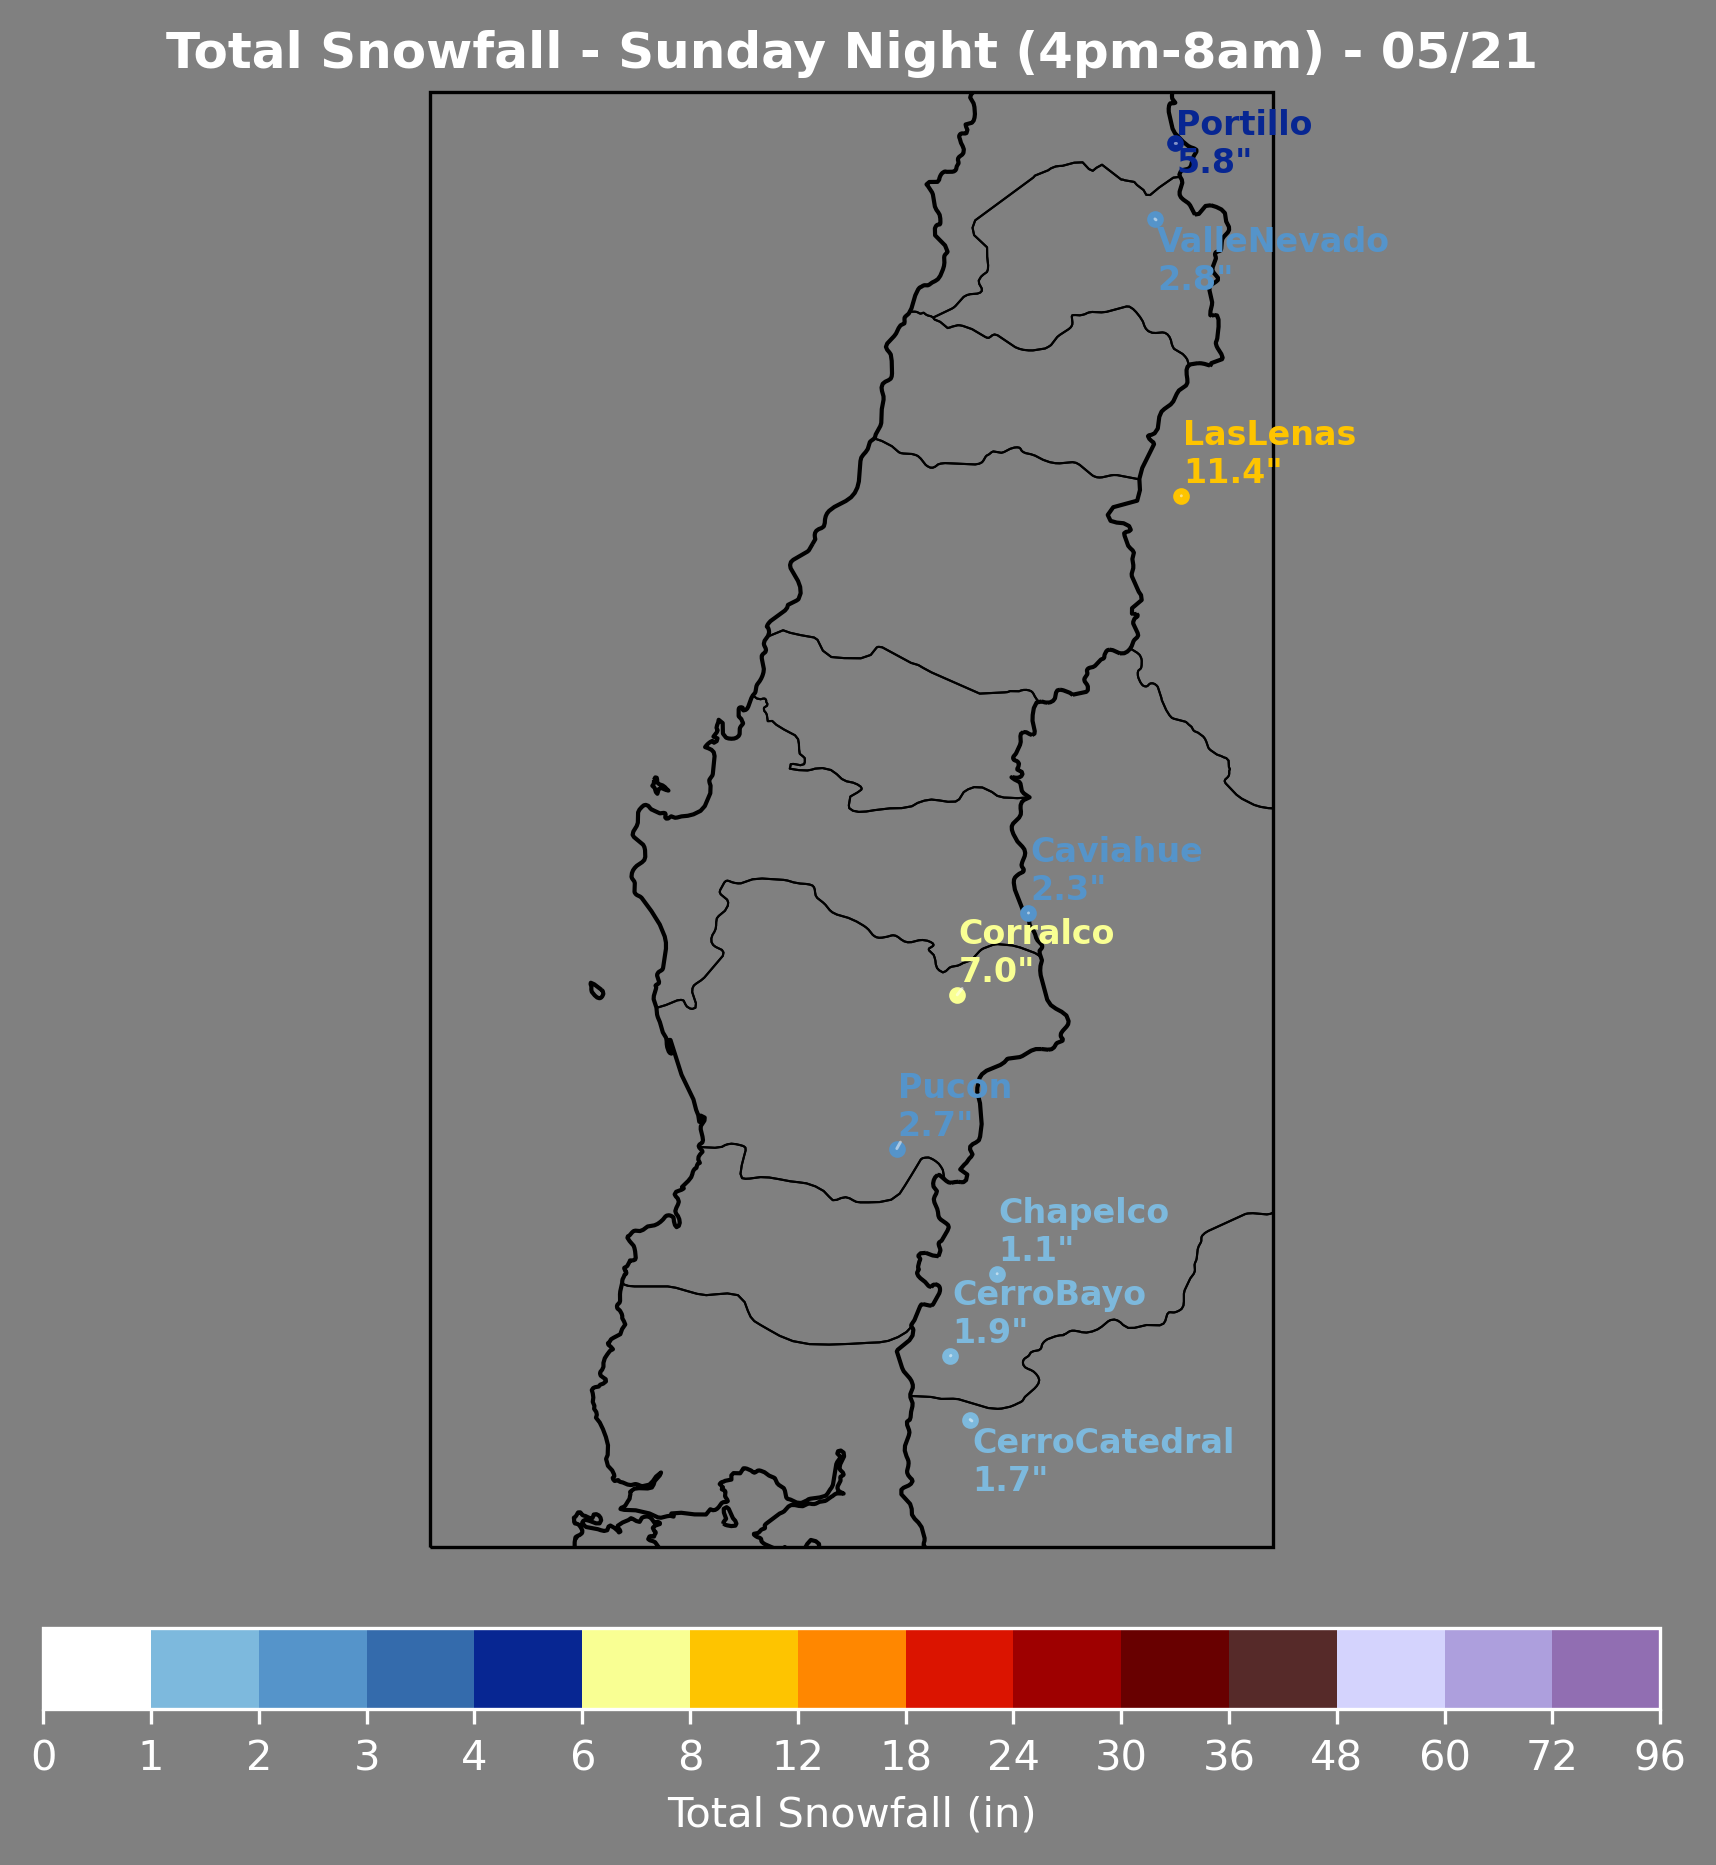 Total Snowfall - Sunday Night (4pm-8am) - 05/21
Portillo
5.8"
ValleNevado
2.8"
LasLenas
11.4"
Caviahue
2.3"
Corralco
7.0"
Pucon
2.7"
Chapelco
1.1"
CerroBayo
1.9"
CerroCatedral
1.7"
0 1 2 3 4 6 8 12 18 24 30 36 48 60 72 96
Total Snowfall (in)